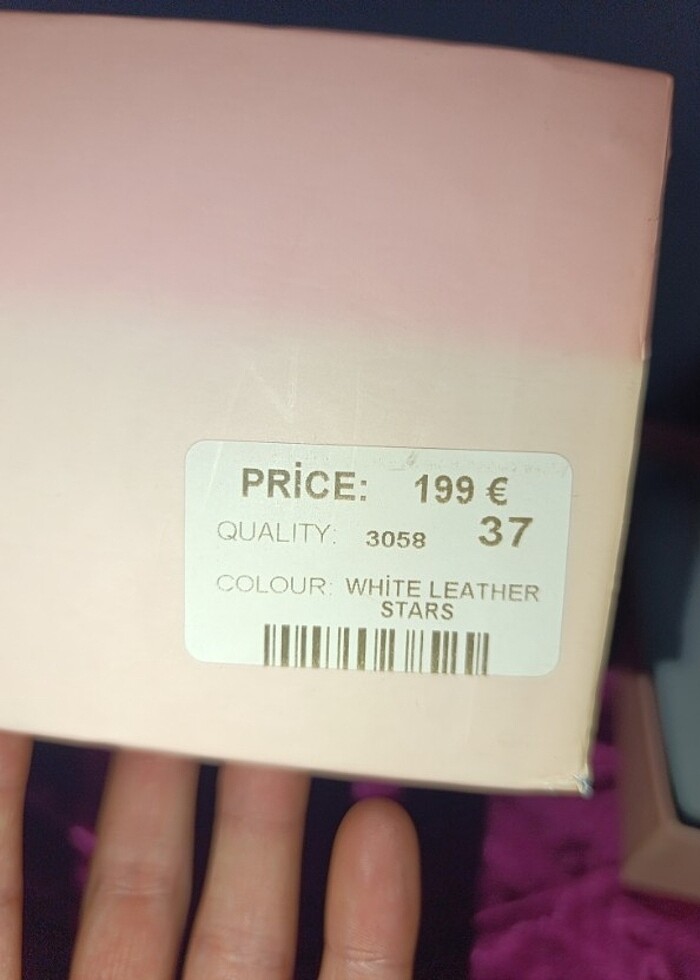 PRİCE: 199 €
QUALITY: 3058 37
COLOUR: WHİTE LEATHER
STARS